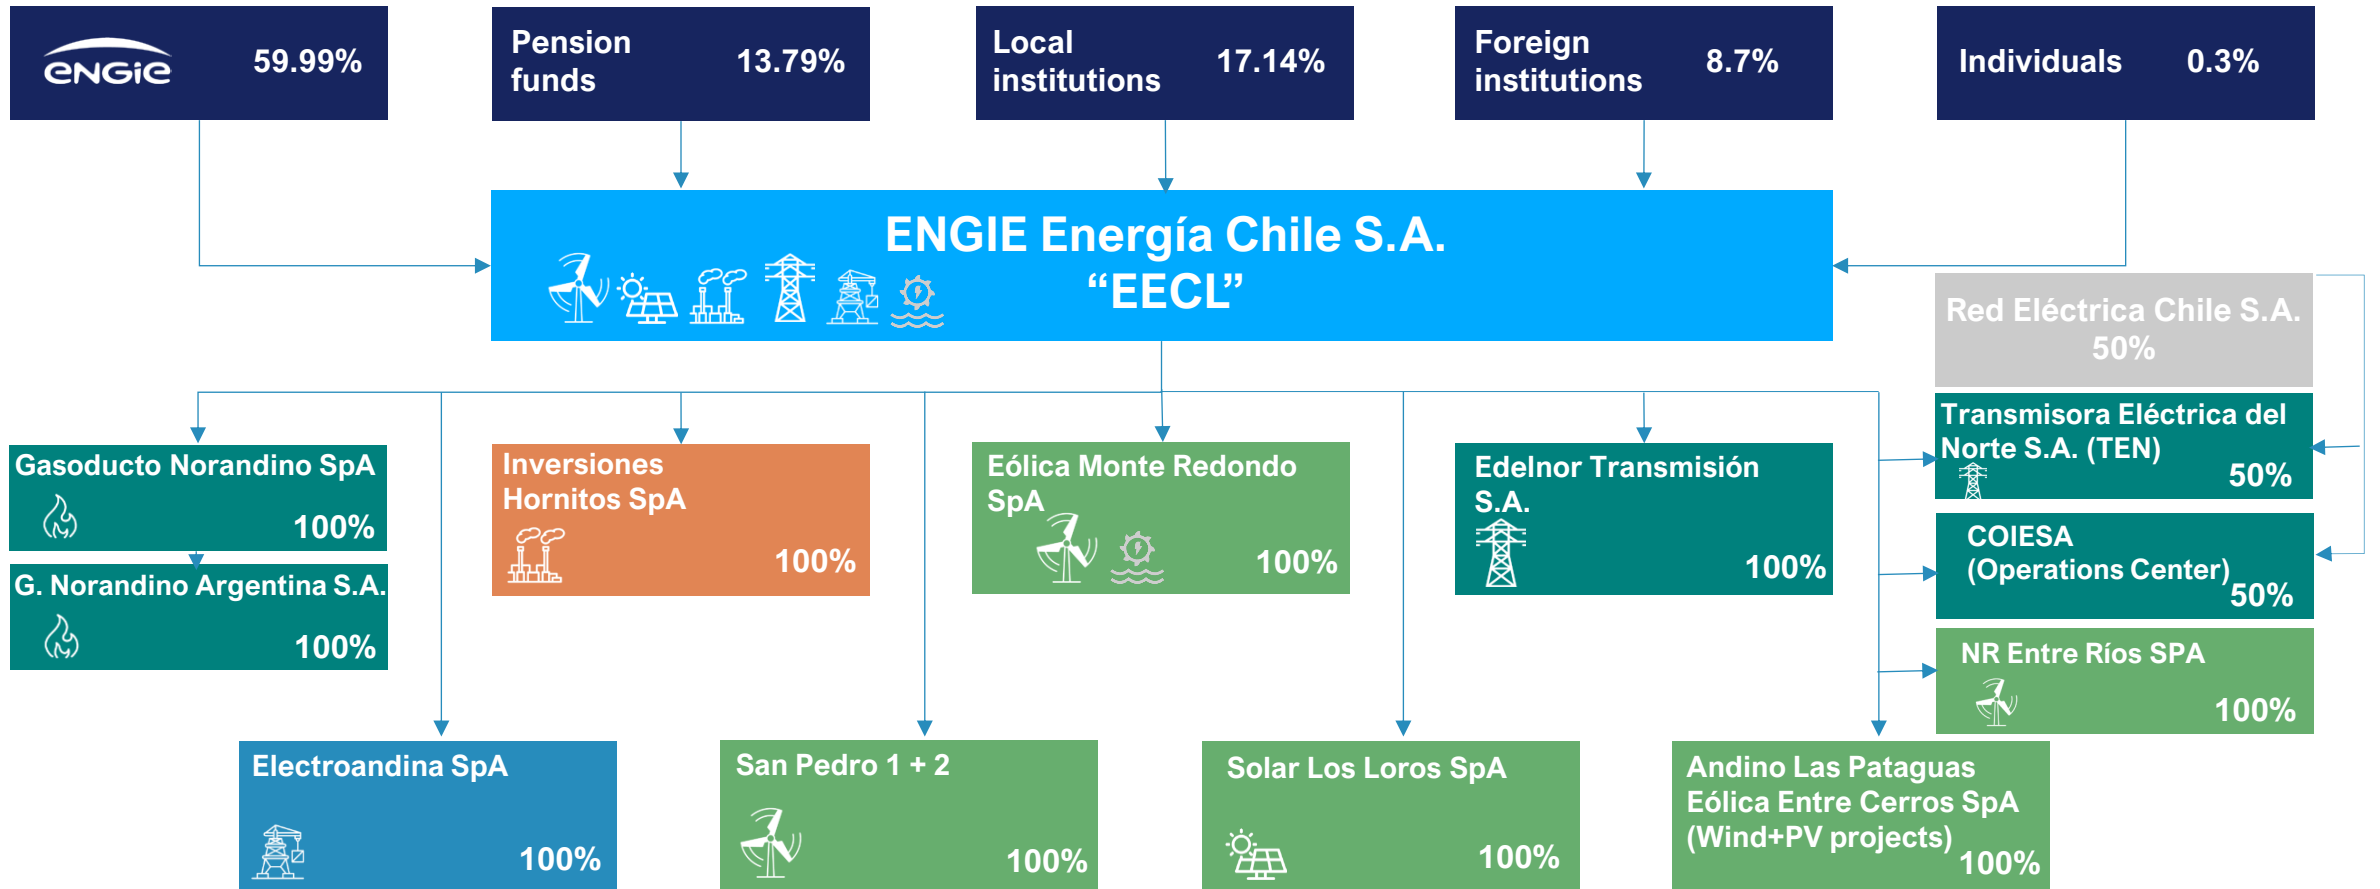 ENGIE
59.99%
Pension
funds
13.79%
Local
institutions
17.14%
Foreign
institutions
8.7%
Individuals
0.3%
ENGIE Energía Chile S.A.
“EECL”
Red Eléctrica Chile S.A.
50%
Gasoducto Norandino SpA
100%
G. Norandino Argentina S.A.
100%
Inversiones
Hornitos SpA
100%
Eólica Monte Redondo
SpA
100%
Edelnor Transmisión
S.A.
100%
Transmisora Eléctrica del
Norte S.A. (TEN)
50%
COIESA
(Operations Center)
50%
NR Entre Ríos SPA
100%
Electroandina SpA
100%
San Pedro 1 + 2
100%
Solar Los Loros SpA
100%
Andino Las Pataguas
Eólica Entre Cerros SpA
(Wind+PV projects)
100%